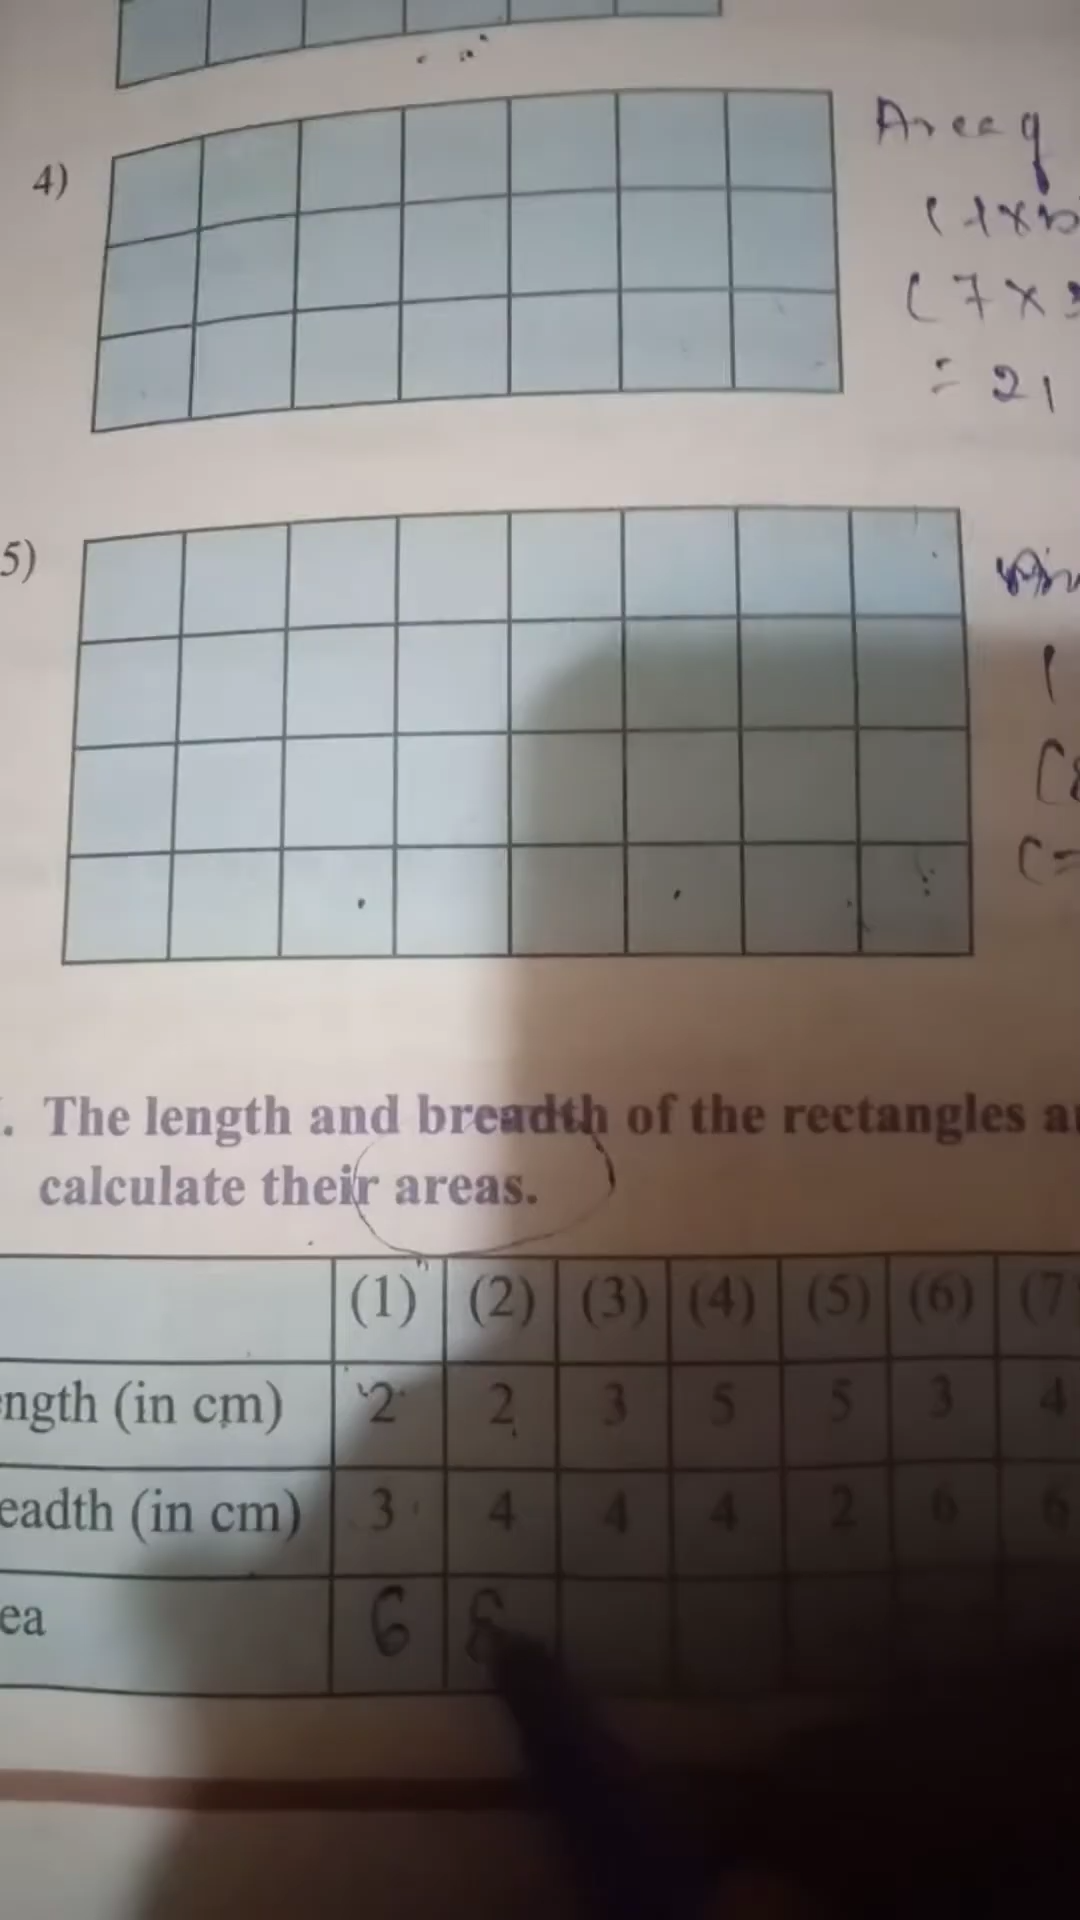 4)
Area
(7 ×
= 21
5)
The length and breadth of the rectangles
calculate their areas.
(1) (2) (3) (4) (5) (6) (7
ngth (in cm) 2 2 3 5 5 3 4
eadth (in cm) 3 4 4 4 2 6 6
ea 6 8